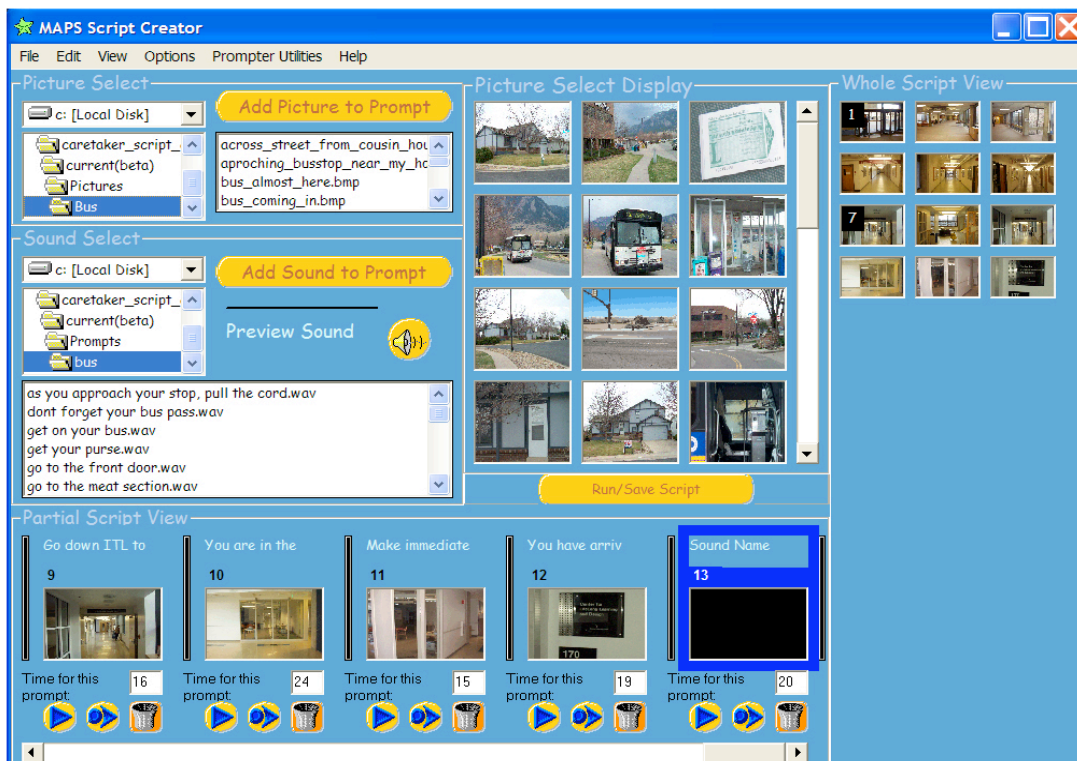 MAPS Script Creator
File Edit View Options Prompter Utilities Help
Picture Select
c: [Local Disk]
Add Picture to Prompt
caretaker_script_
current(beta)
Pictures
Bus
across_street_from_cousin_hou
aproching_busstop_near_my_ho
bus_almost_here.bmp
bus_coming_in.bmp
Sound Select
c: [Local Disk]
Add Sound to Prompt
caretaker_script_
current(beta)
Prompts
bus
Preview Sound
as you approach your stop, pull the cord.wav
dont forget your bus pass.wav
get on your bus.wav
get your purse.wav
go to the front door.wav
go to the meat section.wav
Picture Select Display
Run/Save Script
Whole Script View
1
7
Partial Script View
Go down ITL to
9
Time for this
prompt:
16
You are in the
10
Time for this
prompt:
24
Make immediate
11
Time for this
prompt:
15
You have arriv
12
170
Time for this
prompt:
19
Sound Name
13
Time for this
prompt:
20